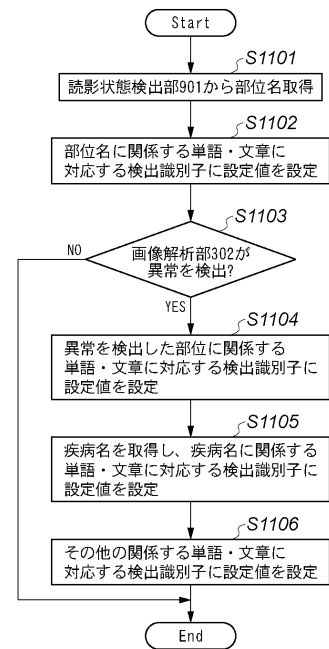 Start
S1101
読影状態検出部901から部位名取得
S1102
部位名に関係する単語・文章に
対応する検出識別子に設定値を設定
S1103
画像解析部302が
異常を検出?
NO
YES
S1104
異常を検出した部位に関係する
単語・文章に対応する検出識別子に
設定値を設定
S1105
疾病名を取得し、疾病名に関係する
単語・文章に対応する検出識別子に
設定値を設定
S1106
その他の関係する単語・文章に
対応する検出識別子に設定値を設定
End